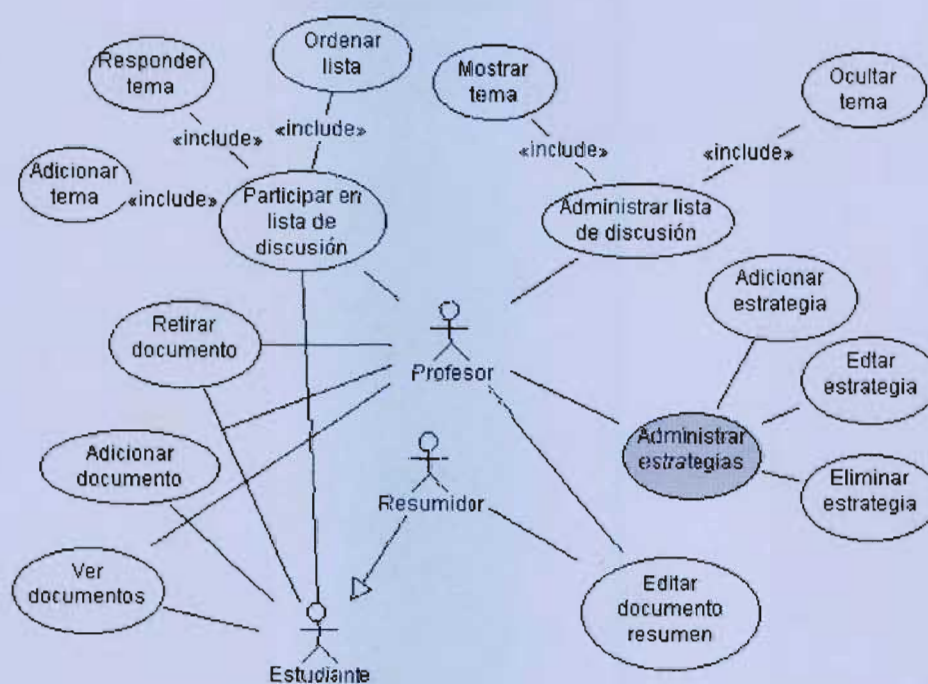 Ordenar
lista
Responder
tema
Mostrar
tema
Ocultar
tema
«include»
«include»
«include»
«include»
Adicionar
tema
«include»
Participar en
lista de
discusión
Administrar lista
de discusión
Adicionar
estrategia
Retirar
documento
Profesor
Edtar
estrategia
Adicionar
documento
Administrar
estrategias
Resumidor
Eliminar
estrategia
Ver
documentos
Editar
documento
resumen
Estudiante